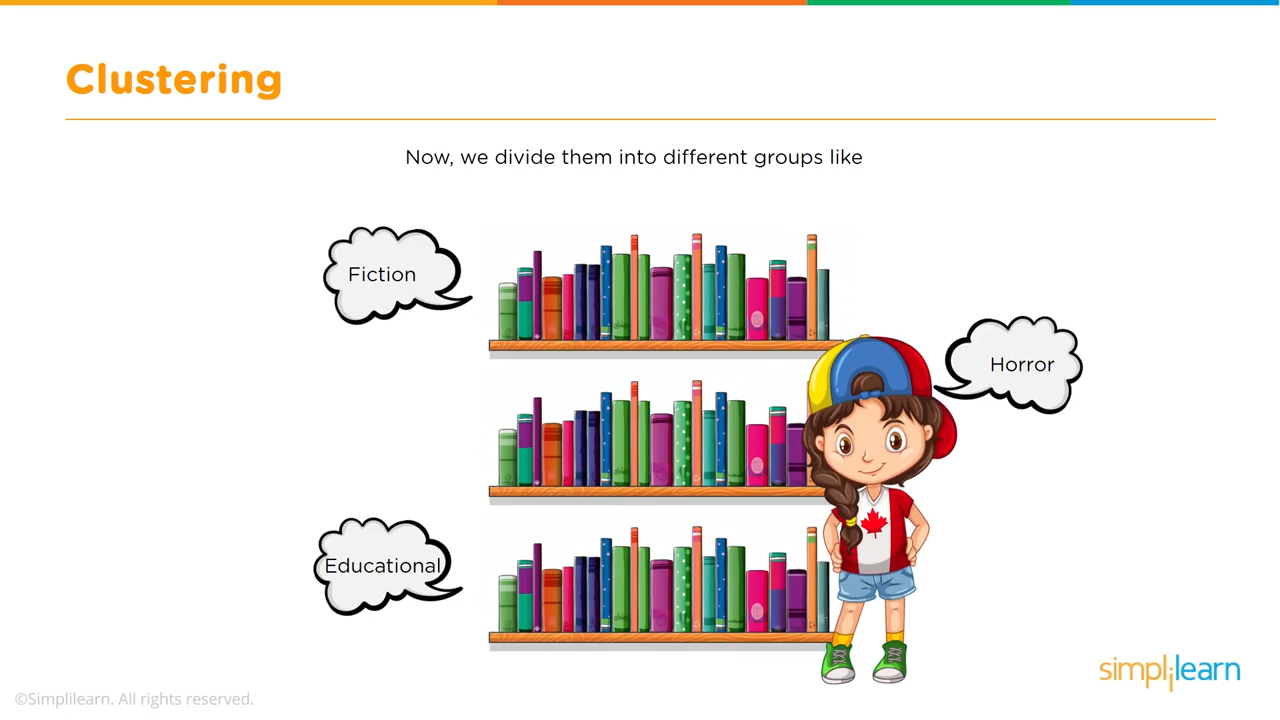 Clustering
Now, we divide them into different groups like
Fiction
Horror
Educational
simplilearn
©Simplilearn. All rights reserved.